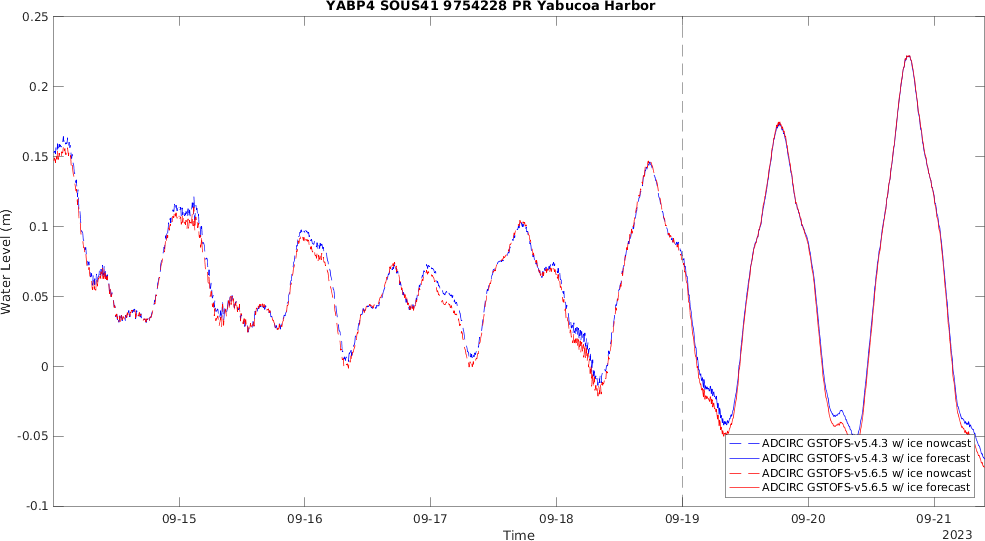 YABP4 SOUS41 9754228 PR Yabucoa Harbor
0.25
0.2
0.15
0.1
0.05
0
-0.05
-0.1
Water Level (m)
09-15 09-16 09-17 09-18 09-19 09-20 09-21
Time
2023
ADCIRC GSTOFS-v5.4.3 w/ ice nowcast
ADCIRC GSTOFS-v5.4.3 w/ ice forecast
ADCIRC GSTOFS-v5.6.5 w/ ice nowcast
ADCIRC GSTOFS-v5.6.5 w/ ice forecast